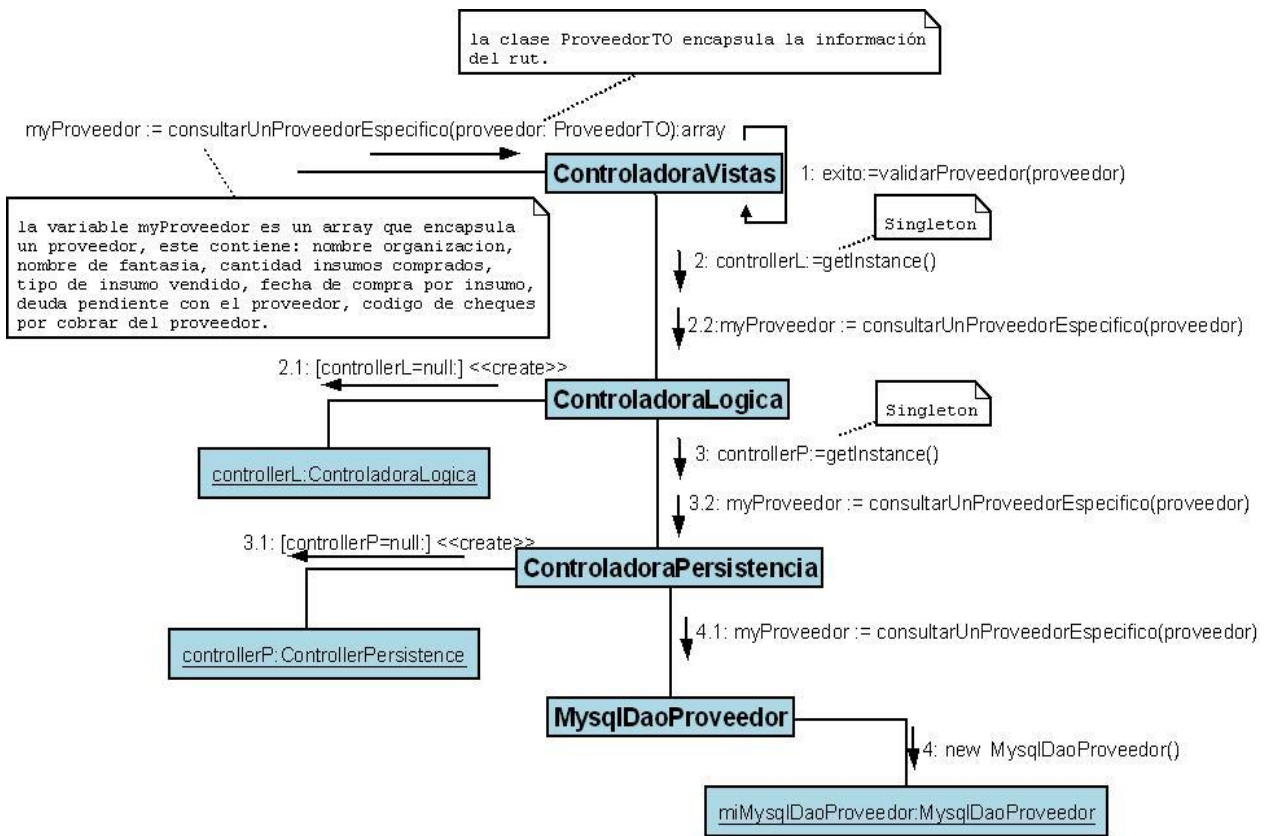 la clase ProveedorTO encapsula la información
del rut.
myProveedor := consultarUnProveedorEspecifico(proveedor: ProveedorTO):array
ControladoraVistas
1: exito:=validarProveedor(proveedor)
la variable myProveedor es un array que encapsula
un proveedor, este contiene: nombre organizacion,
nombre de fantasia, cantidad insumos comprados,
tipo de insumo vendido, fecha de compra por insumo,
deuda pendiente con el proveedor, codigo de cheques
por cobrar del proveedor.
Singleton
2: controllerL:=getInstance()
2.2:myProveedor := consultarUnProveedorEspecifico(proveedor)
2.1: [controllerL=null:] <<create>>
ControladoraLogica
Singleton
controllerL:ControladoraLogica
3: controllerP:=getInstance()
3.2: myProveedor := consultarUnProveedorEspecifico(proveedor)
3.1: [controllerP=null:] <<create>>
ControladoraPersistencia
controllerP:ControllerPersistence
4.1: myProveedor := consultarUnProveedorEspecifico(proveedor)
MysqlDaoProveedor
4: new MysqlDaoProveedor()
miMysqlDaoProveedor:MysqlDaoProveedor